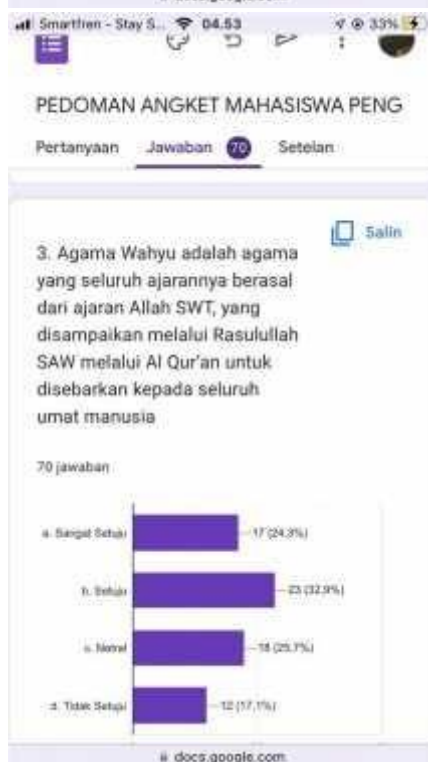 Smartfren - Stay S... 04.53 33%
PEDOMAN ANGKET MAHASISWA PENG
Pertanyaan Jawaban 70 Setelan
Salin
3. Agama Wahyu adalah agama
yang seluruh ajarannya berasal
dari ajaran Allah SWT, yang
disampaikan melalui Rasulullah
SAW melalui Al Qur'an untuk
disebarkan kepada seluruh
umat manusia
70 jawaban
a. Sangat Setuju 17 (24,3%)
b. Setuju 23 (32,9%)
c. Netral 18 (25,7%)
d. Tidak Setuju 12 (17,1%)
docs.google.com